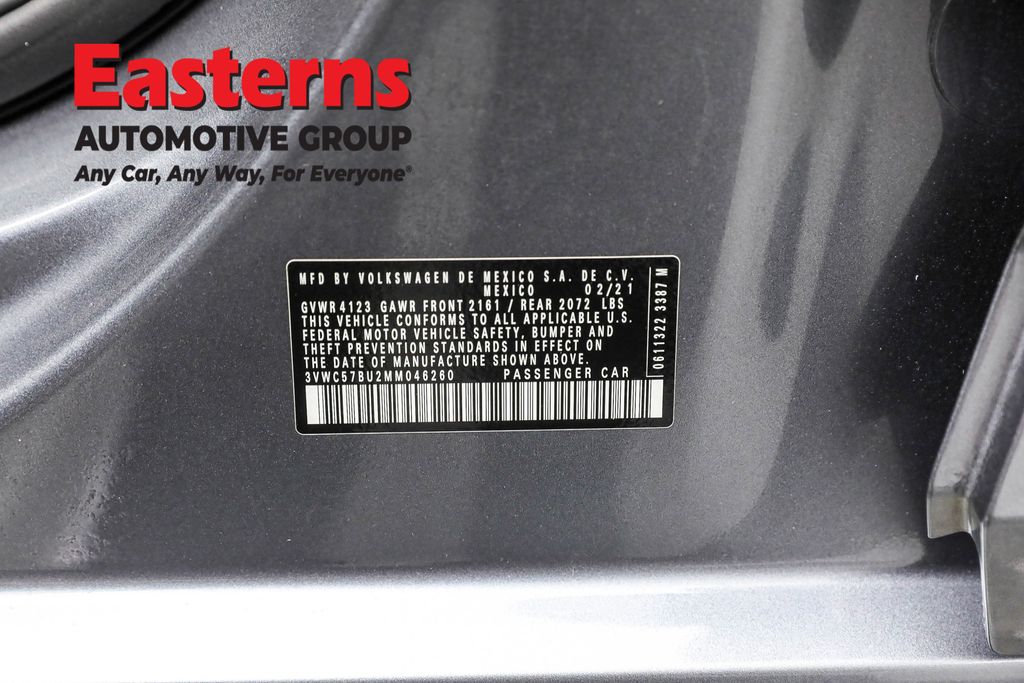 Easterns
AUTOMOTIVE GROUP
Any Car, Any Way, For Everyone®
MFD BY VOLKSWAGEN DE MEXICO S.A. DE C.V.
MEXICO 02/21
GVWR 4123 GAWR FRONT 2161 / REAR 2072 LBS
THIS VEHICLE CONFORMS TO ALL APPLICABLE U.S.
FEDERAL MOTOR VEHICLE SAFETY, BUMPER AND
THEFT PREVENTION STANDARDS IN EFFECT ON
THE DATE OF MANUFACTURE SHOWN ABOVE.
3VWC57BU2MM046260 PASSENGER CAR
0611322 3387 M